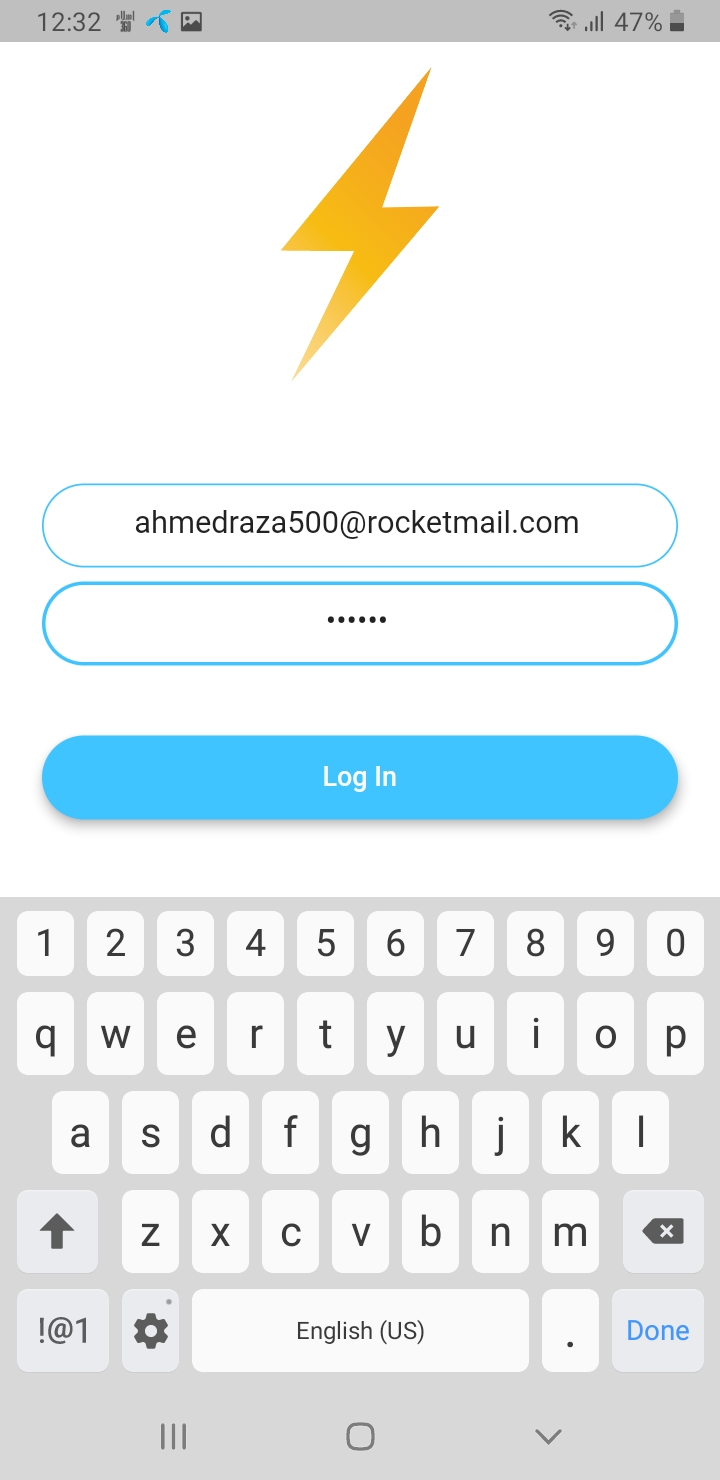 12:32 47%
ahmedraza500@rocketmail.com
••••••
Log In
1 2 3 4 5 6 7 8 9 0
q w e r t y u i o p
a s d f g h j k l
z x c v b n m
!@1 English (US) . Done